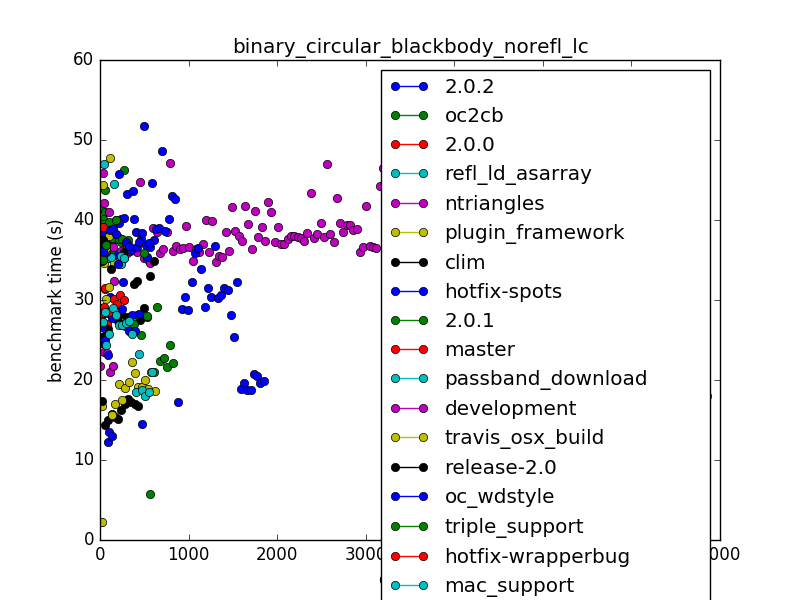 binary_circular_blackbody_norefl_lc
60
50
40
30
20
10
0
benchmark time (s)
0
1000
2000
3000
000
2.0.2
oc2cb
2.0.0
refl_ld_asarray
ntriangles
plugin_framework
clim
hotfix-spots
2.0.1
master
passband_download
development
travis_osx_build
release-2.0
oc_wdstyle
triple_support
hotfix-wrapperbug
mac_support